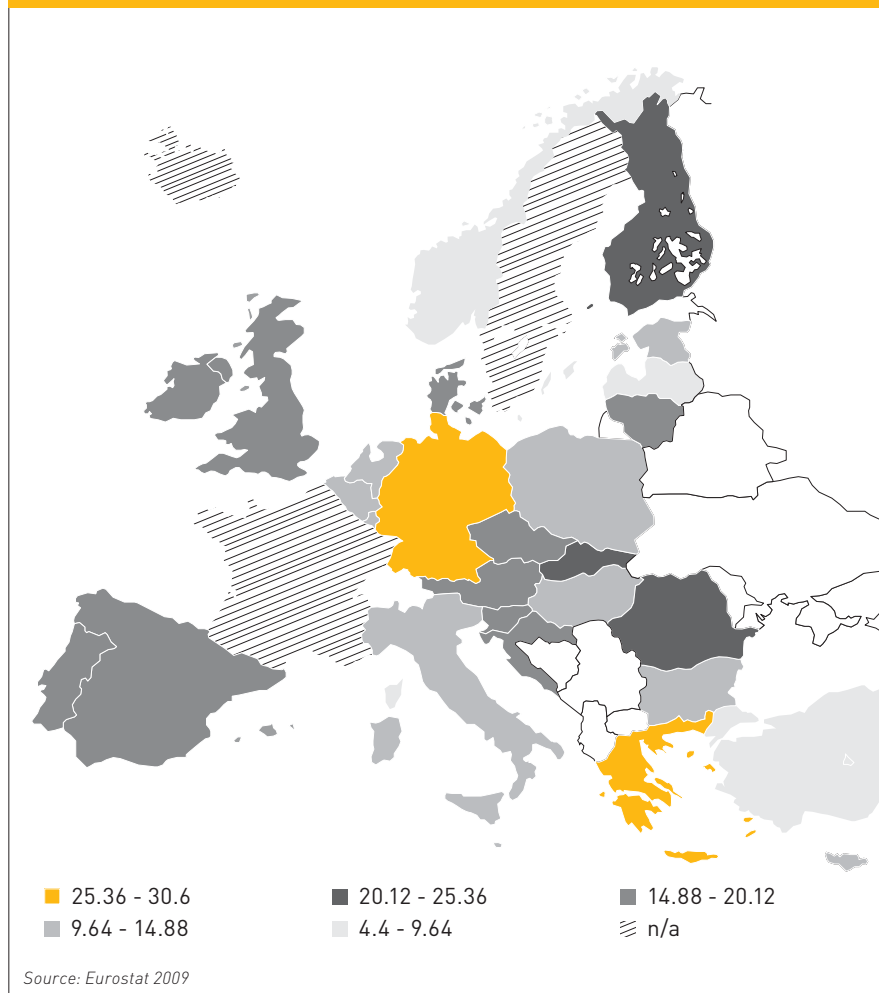 25.36 - 30.6
20.12 - 25.36
14.88 - 20.12
9.64 - 14.88
4.4 - 9.64
n/a
Source: Eurostat 2009